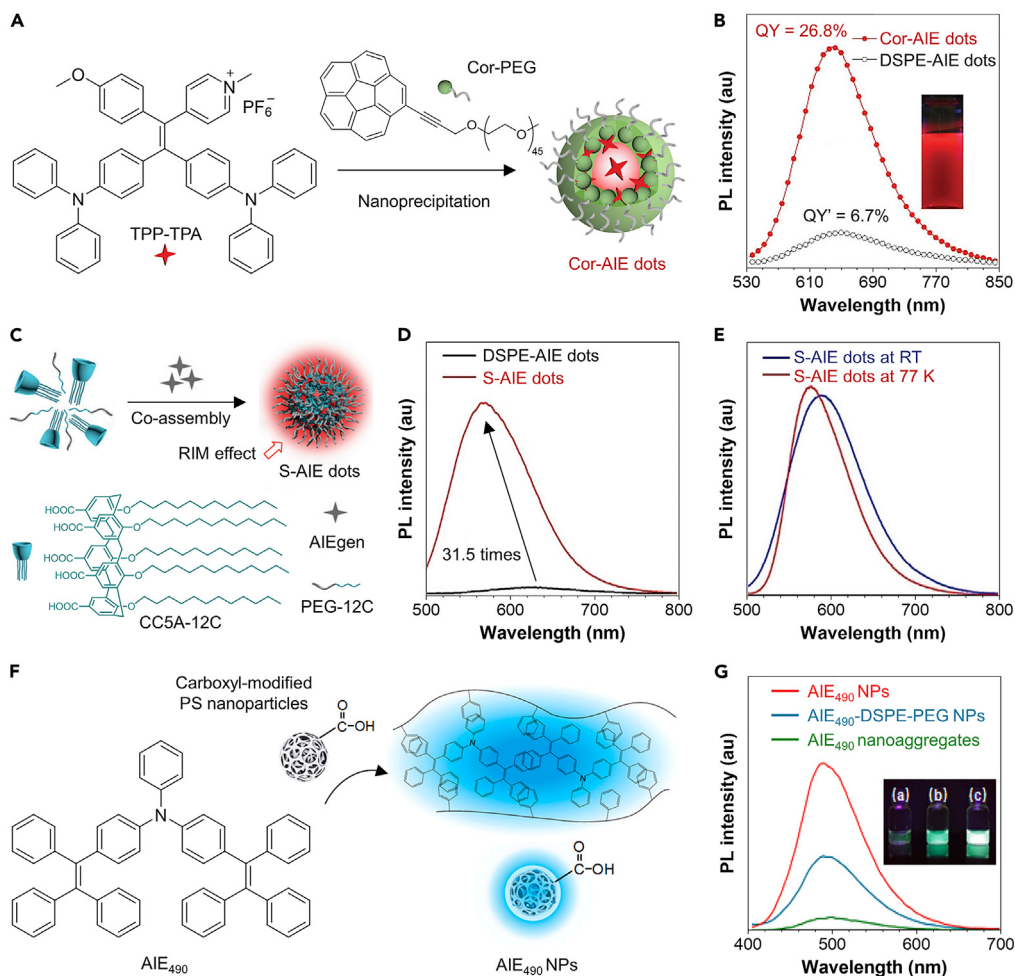 A
O
N
+
PF6−
N
N
TPP-TPA
Cor-PEG
O
O
45
Nanoprecipitation
Cor-AIE dots
B
QY = 26.8%
Cor-AIE dots
DSPE-AIE dots
QY' = 6.7%
PL intensity (au)
530 610 690 770 850
Wavelength (nm)
C
Co-assembly
RIM effect
S-AIE dots
HOOC
O
HOOC
O
HOOC
O
HOOC
O
HOOC
O
CC5A-12C
AIEgen
PEG-12C
D
DSPE-AIE dots
S-AIE dots
31.5 times
PL intensity (au)
500 600 700 800
Wavelength (nm)
E
S-AIE dots at RT
S-AIE dots at 77 K
PL intensity (au)
500 600 700 800
Wavelength (nm)
F
Carboxyl-modified
PS nanoparticles
O
C
OH
N
AIE490
N
N
O
C
OH
AIE490 NPs
G
AIE490 NPs
AIE490-DSPE-PEG NPs
AIE490 nanoaggregates
(a) (b) (c)
PL intensity (au)
400 500 600 700
Wavelength (nm)